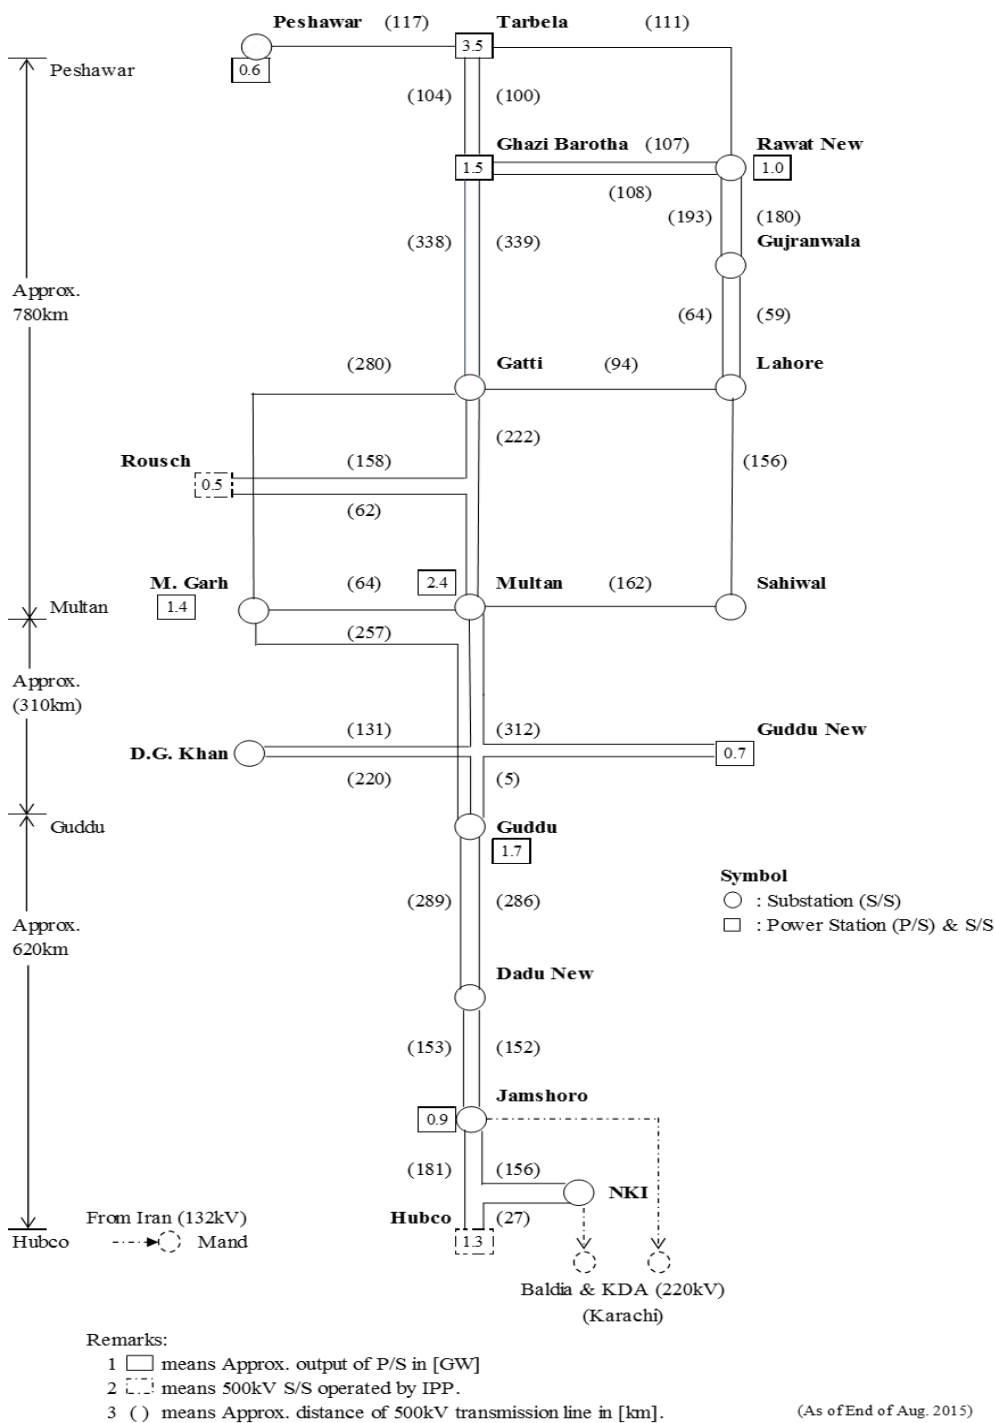 Peshawar (117) Tarbela (111)
3.5
Peshawar 0.6
(104) (100)
Ghazi Barotha (107) Rawat New
1.5 1.0
(108)
(193) (180)
(338) (339) Gujranwala
Approx.
780km
(64) (59)
(280) Gatti (94) Lahore
(222)
Rousch (158) (156)
0.5
(62)
M. Garh (64) 2.4 Multan (162) Sahiwal
Multan 1.4
(257)
Approx.
(310km)
(131) (312) Guddu New
D.G. Khan 0.7
(220) (5)
Guddu Guddu
1.7
Symbol
(289) (286) : Substation (S/S)
: Power Station (P/S) & S/S
Approx.
620km
Dadu New
(153) (152)
Jamshoro
0.9
(181) (156)
NKI
Hubco (27)
From Iran (132kV)
Hubco Mand 1.3
Baldia & KDA (220kV)
(Karachi)
Remarks:
1 means Approx. output of P/S in [GW]
2 means 500kV S/S operated by IPP.
3 ( ) means Approx. distance of 500kV transmission line in [km].
(As of End of Aug. 2015)